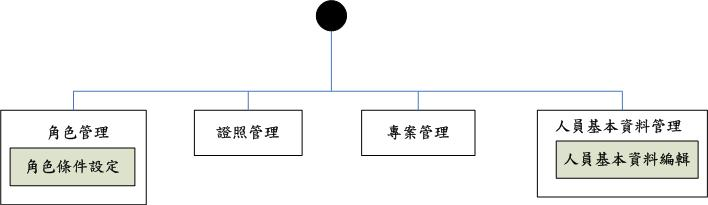 角色管理
角色條件設定
證照管理
專案管理
人員基本資料管理
人員基本資料編輯